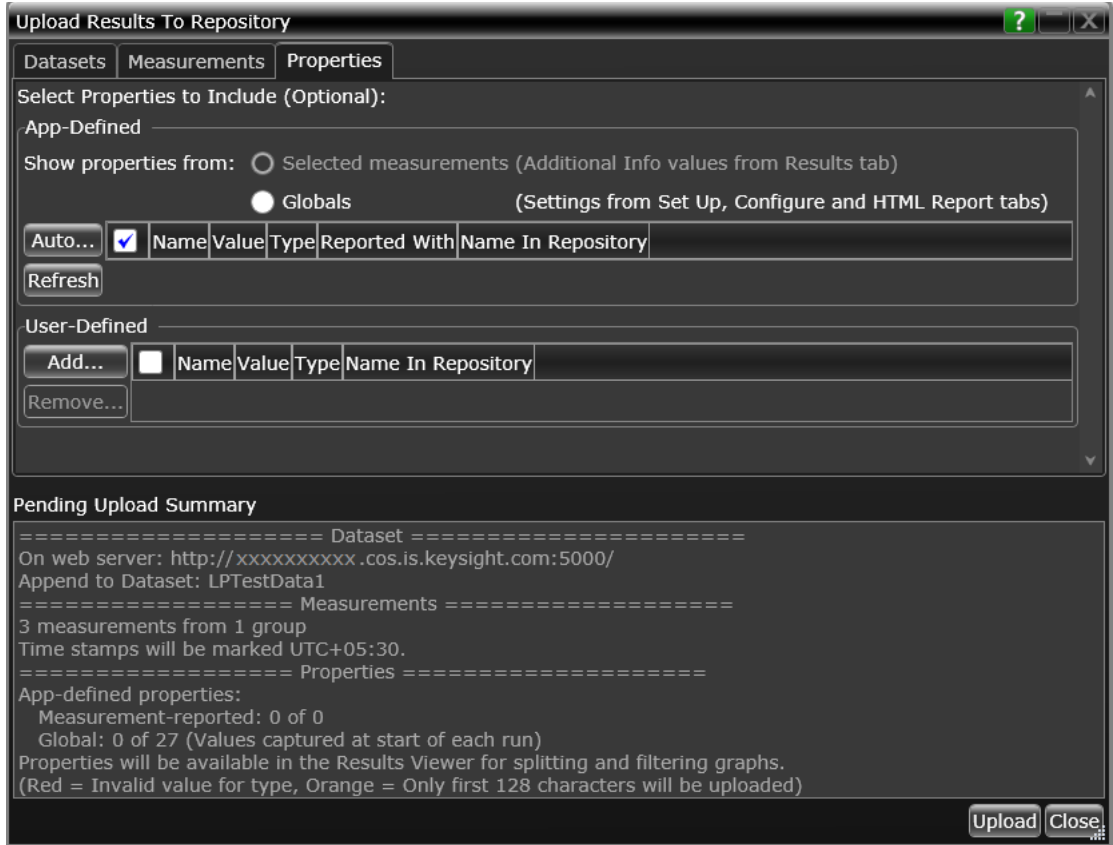 Upload Results To Repository
?
X
Datasets Measurements Properties
Select Properties to Include (Optional):
App-Defined
Show properties from: Selected measurements (Additional Info values from Results tab)
Globals (Settings from Set Up, Configure and HTML Report tabs)
Auto... Name Value Type Reported With Name In Repository
Refresh
User-Defined
Add... Name Value Type Name In Repository
Remove...
Pending Upload Summary
==================== Dataset ======================
On web server: http://xxxxxxxxxx.cos.is.keysight.com:5000/
Append to Dataset: LPTestData1
================== Measurements ===================
3 measurements from 1 group
Time stamps will be marked UTC+05:30.
================== Properties ====================
App-defined properties:
Measurement-reported: 0 of 0
Global: 0 of 27 (Values captured at start of each run)
Properties will be available in the Results Viewer for splitting and filtering graphs.
(Red = Invalid value for type, Orange = Only first 128 characters will be uploaded)
Upload Close